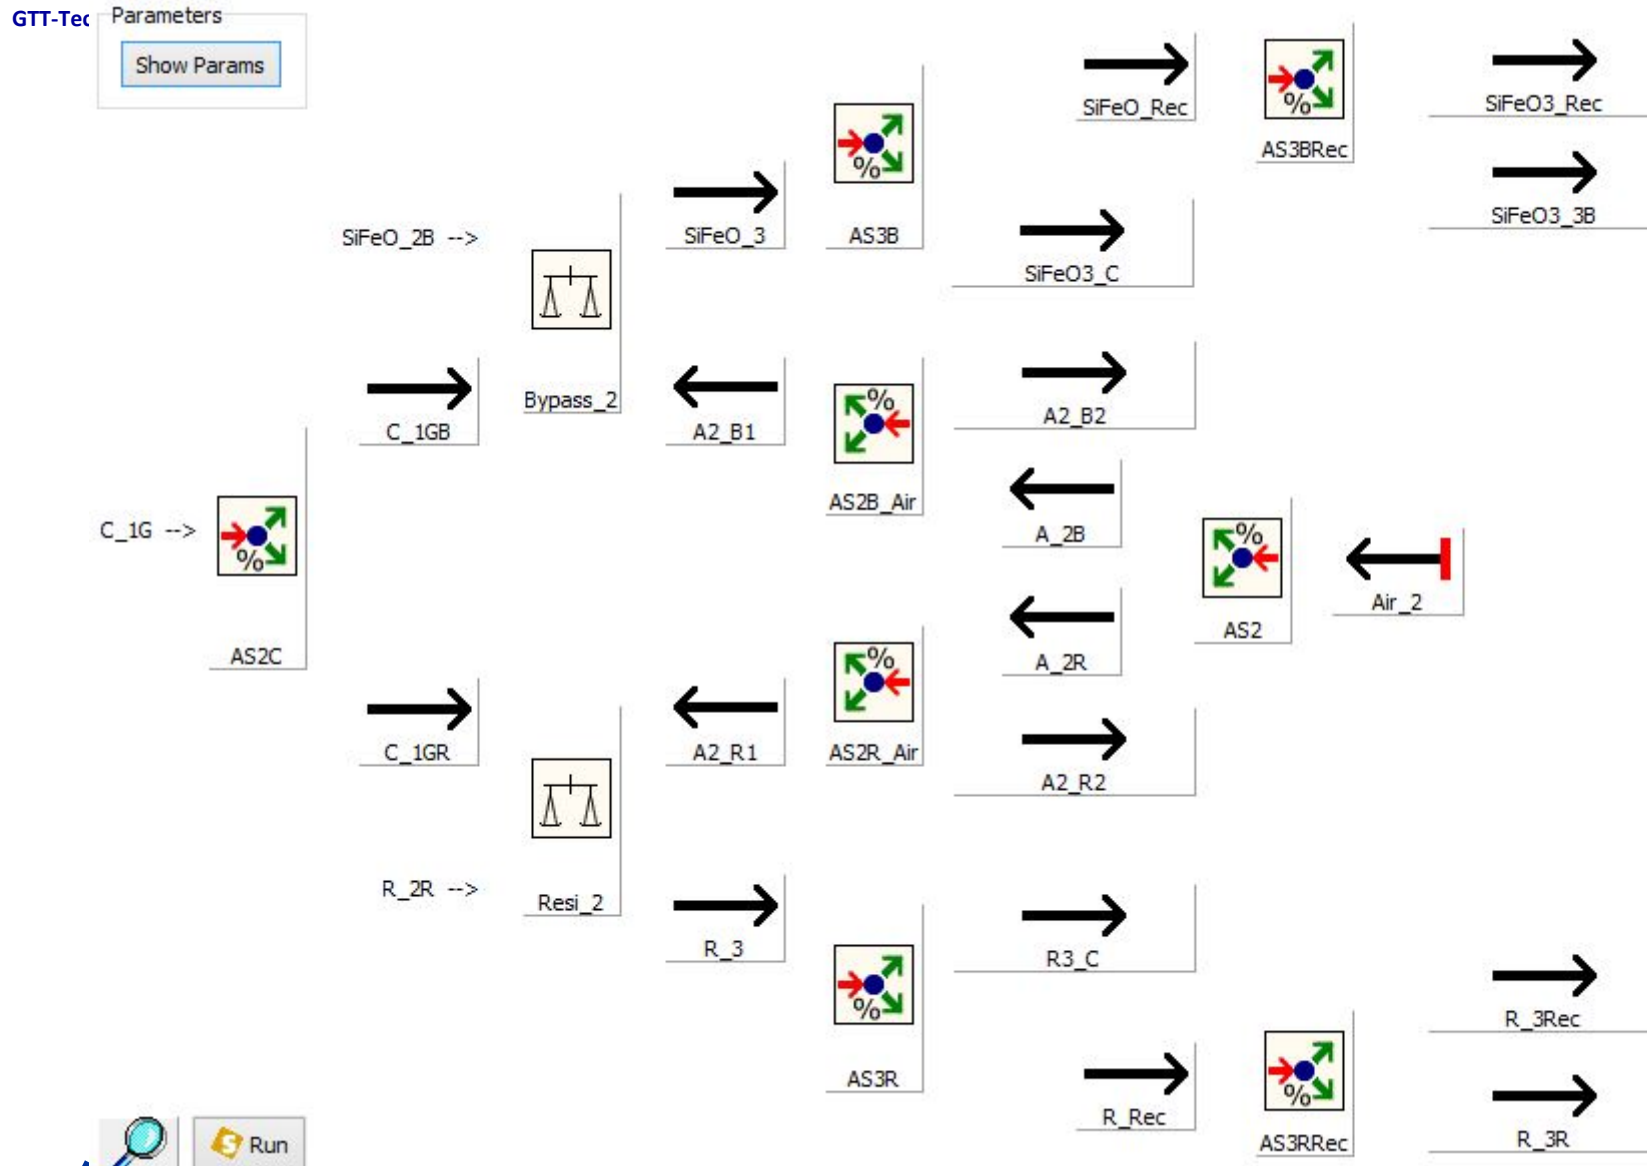 GTT-Tec
Parameters
Show Params
SiFeO_Rec
AS3BRec
SiFeO3_Rec
SiFeO_2B -->
SiFeO_3
%
AS3B
%
SiFeO3_3B
SiFeO3_C
C_1GB
Bypass_2
A2_B1
%
AS2B_Air
A2_B2
C_1G -->
%
AS2C
A_2B
%
AS2
Air_2
A_2R
C_1GR
A2_R1
%
AS2R_Air
A2_R2
R_2R -->
Resi_2
R_3
R3_C
%
AS3R
R_3Rec
R_Rec
%
AS3RRec
R_3R
Run